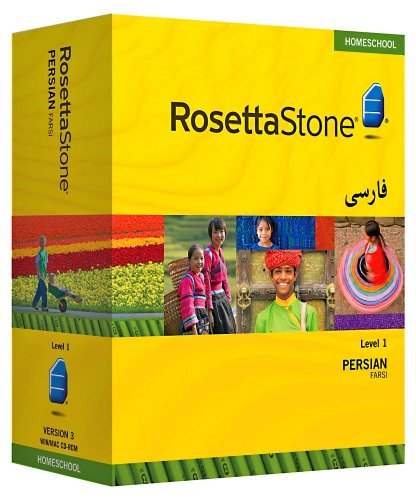 HOMESCHOOL
RosettaStone®
فارسی
Level 1
PERSIAN
FARSI
RosettaStone®
PERSIAN FARSI
Level 1
VERSION 3
WIN/MAC CD-ROM
HOMESCHOOL